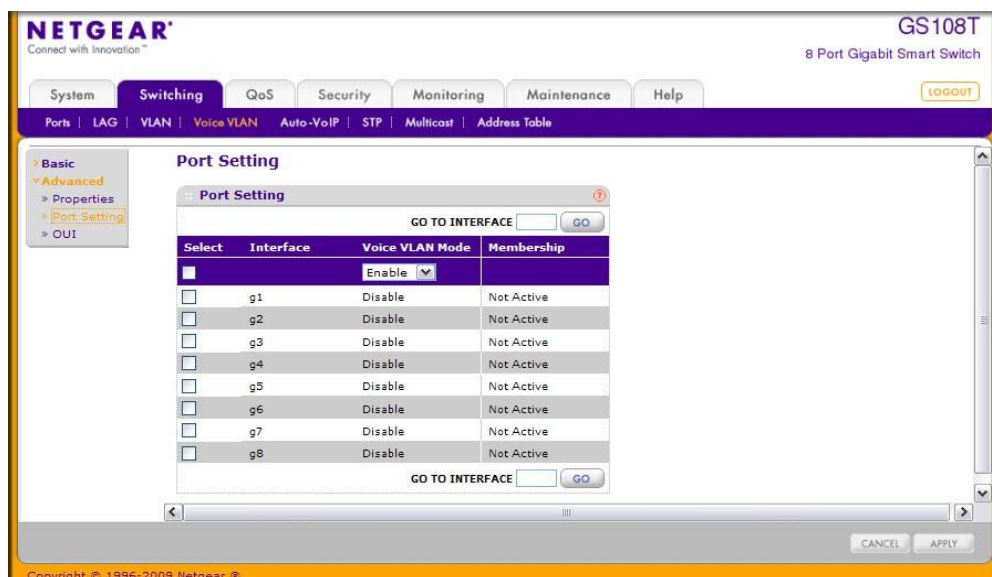 NETGEAR®
Connect with Innovation™
GS108T
8 Port Gigabit Smart Switch
System Switching QoS Security Monitoring Maintenance Help LOGOUT
Ports | LAG | VLAN | Voice VLAN Auto-VoIP | STP | Multicast | Address Table
Basic
Advanced
» Properties
» Port Setting
» OUI
Port Setting
Port Setting ?
GO TO INTERFACE GO
Select Interface Voice VLAN Mode Membership
Enable
g1 Disable Not Active
g2 Disable Not Active
g3 Disable Not Active
g4 Disable Not Active
g5 Disable Not Active
g6 Disable Not Active
g7 Disable Not Active
g8 Disable Not Active
GO TO INTERFACE GO
CANCEL APPLY
Copyright © 1996-2009 Netgear ®